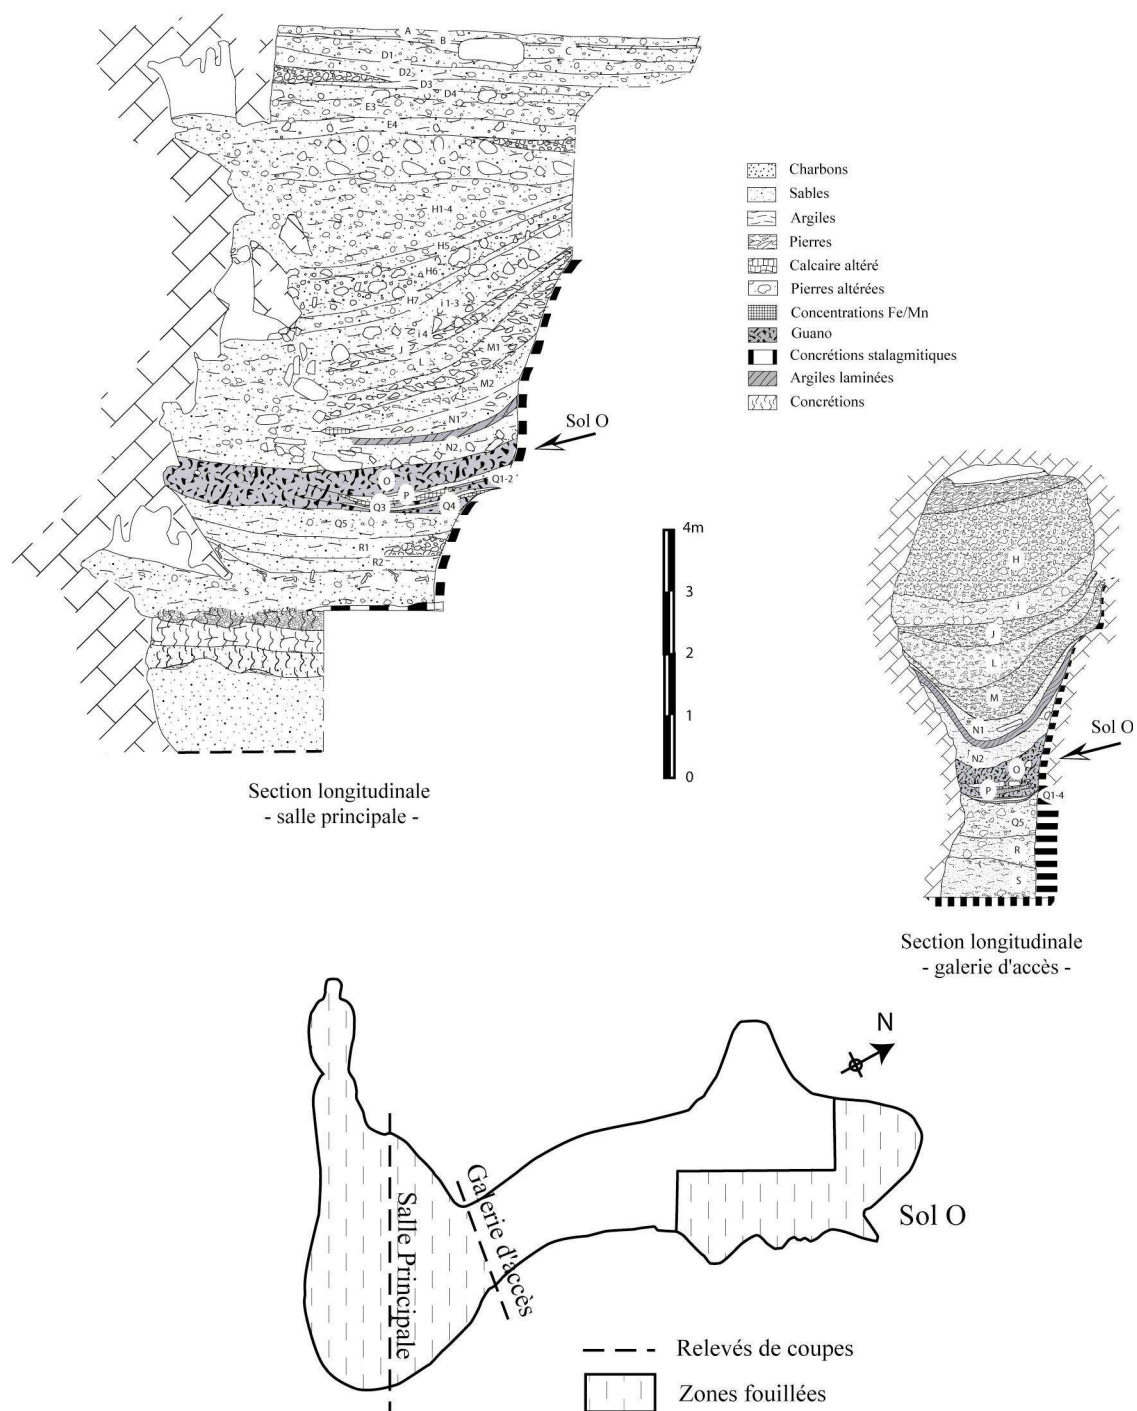 A
B
C
D1
D2
D3
D4
E3
E4
G
H1-4
H5
H6
H7
i 1-3
i 4
J
L
M1
M2
N1
N2
O
P
Q1-2
Q3
Q4
Q5
R1
R2
S
Sol O
Charbons
Sables
Argiles
Pierres
Calcaire altéré
Pierres altérées
Concentrations Fe/Mn
Guano
Concrétions stalagmitiques
Argiles laminées
Concrétions
4m
3
2
1
0
Section longitudinale
- salle principale -
H
i
J
L
M
N1
N2
O
P
Q1-4
Q5
R
S
Sol O
Section longitudinale
- galerie d'accès -
N
Salle Principale
Galerie d'accès
Sol O
Relevés de coupes
Zones fouillées